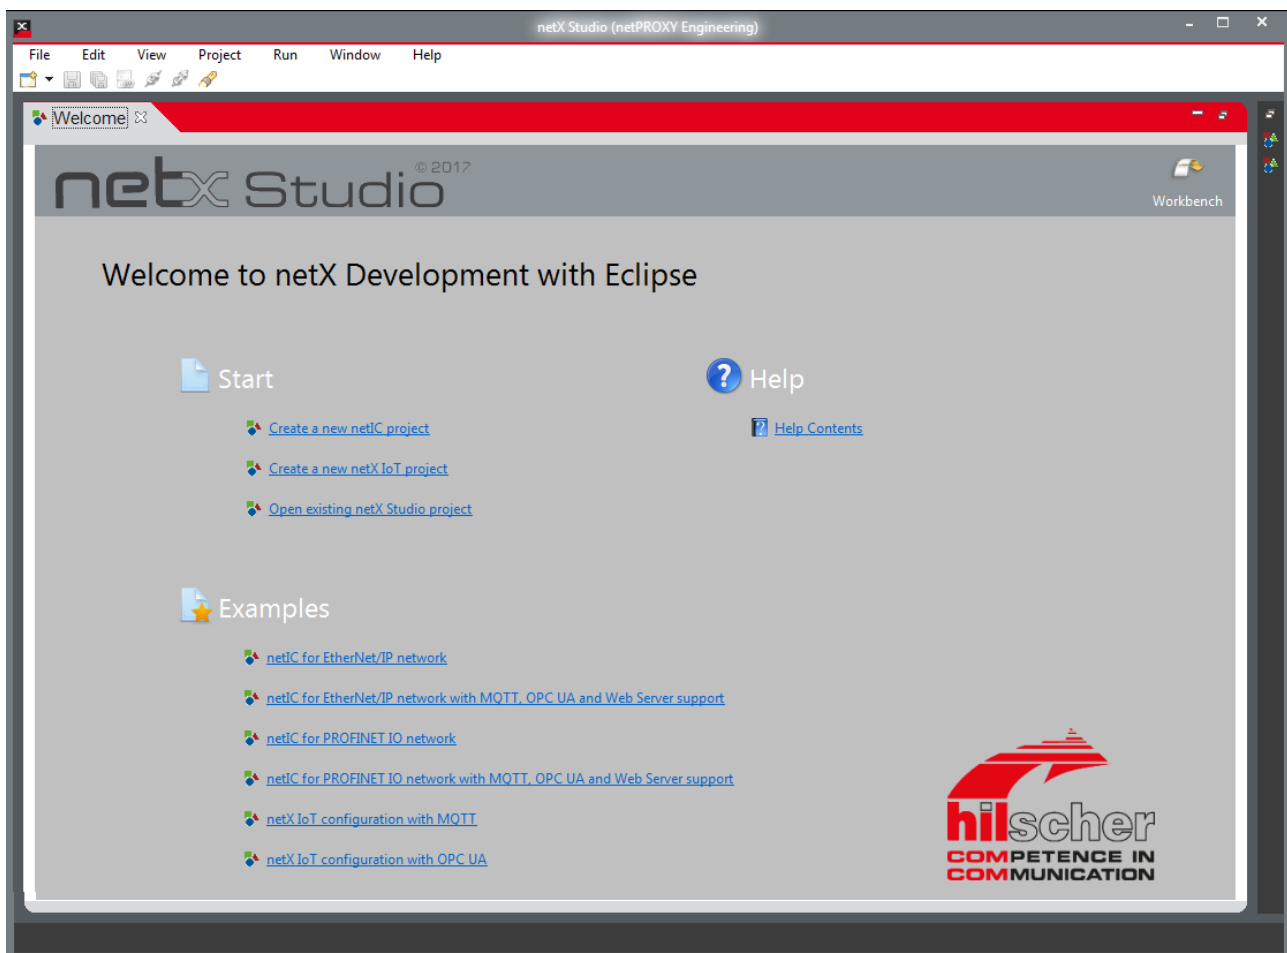 netX Studio (netPROXY Engineering)
File Edit View Project Run Window Help
Welcome
netX Studio © 2017
Workbench
Welcome to netX Development with Eclipse
Start
Create a new netIC project
Create a new netX IoT project
Open existing netX Studio project
Help
Help Contents
Examples
netIC for EtherNet/IP network
netIC for EtherNet/IP network with MQTT, OPC UA and Web Server support
netIC for PROFINET IO network
netIC for PROFINET IO network with MQTT, OPC UA and Web Server support
netX IoT configuration with MQTT
netX IoT configuration with OPC UA
hilscher
COMPETENCE IN
COMMUNICATION